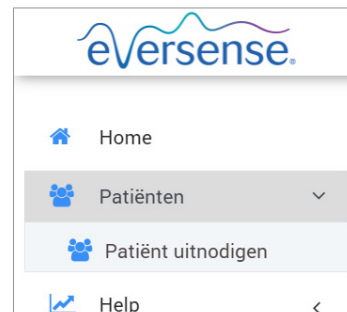 eversense.
Home
Patiënten
Patiënt uitnodigen
Help